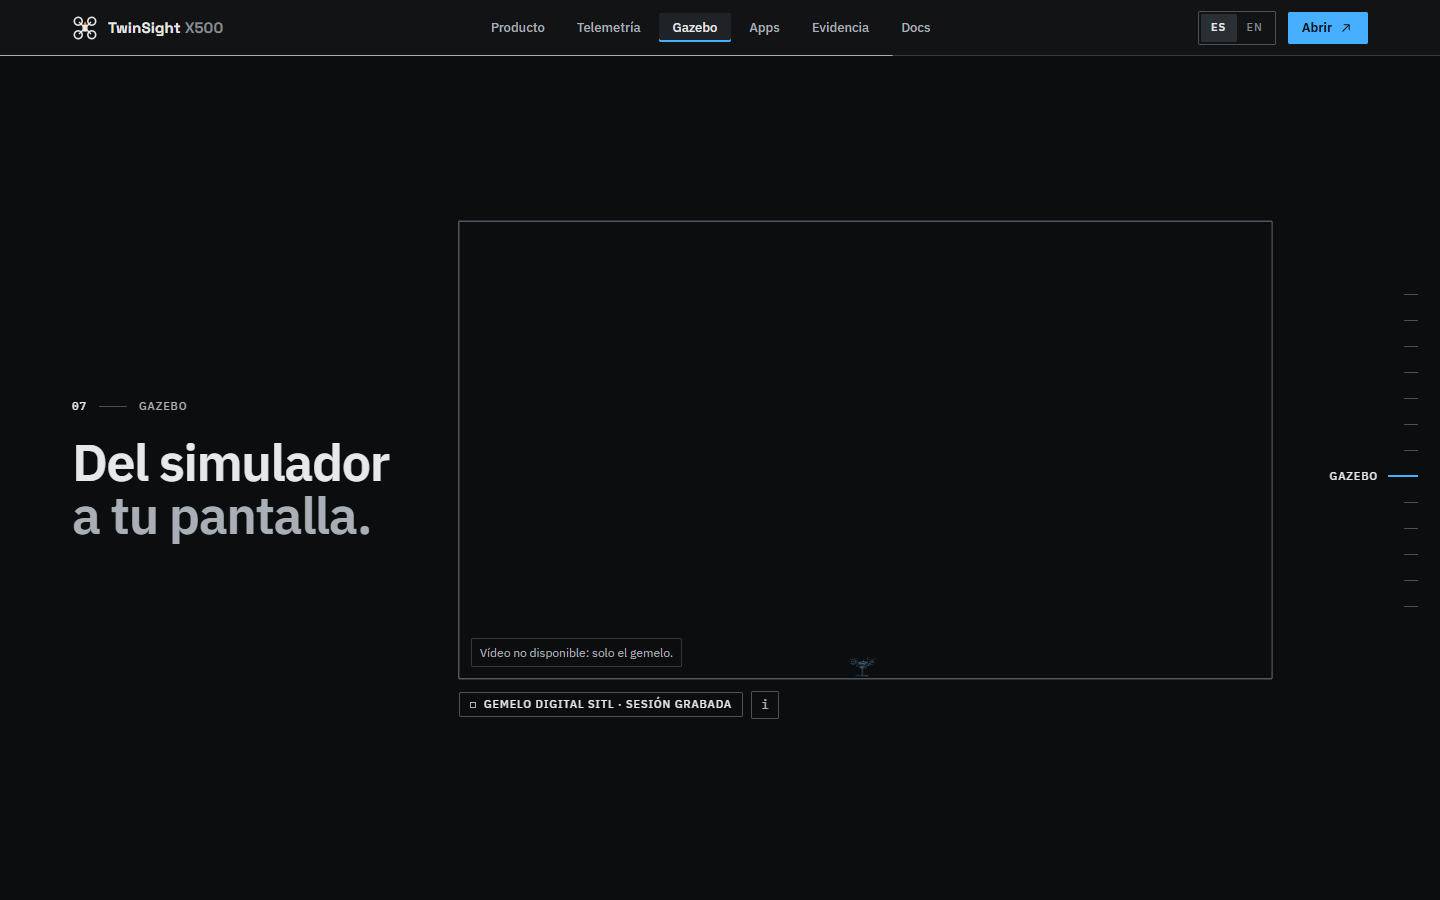 TwinSight X500
Producto
Telemetría
Gazebo
Apps
Evidencia
Docs
ES
EN
Abrir
07
GAZEBO
Del simulador
a tu pantalla.
Vídeo no disponible: solo el gemelo.
GEMELO DIGITAL SITL · SESIÓN GRABADA
i
GAZEBO